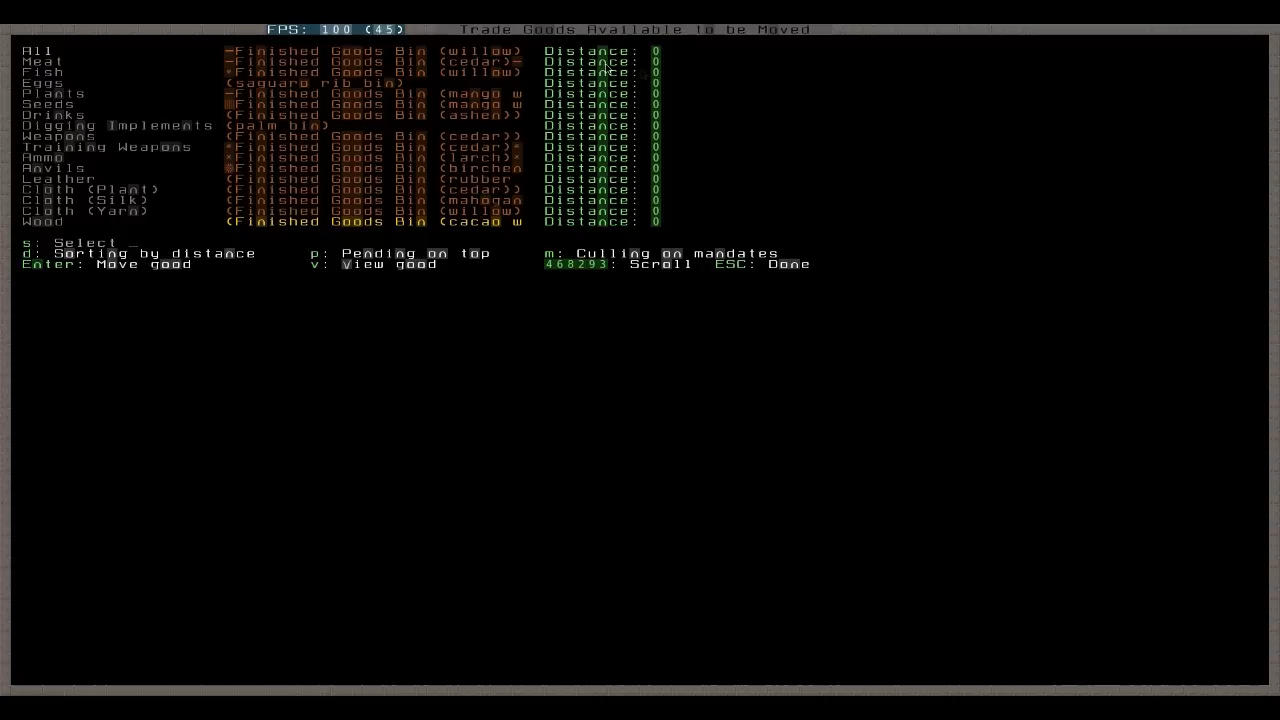 FPS: 100 (45) Trade Goods Available to be Moved
All -Finished Goods Bin (willow) Distance: 0
Meat -Finished Goods Bin (cedar)- Distance: 0
Fish *Finished Goods Bin (willow) Distance: 0
Eggs (saguaro rib bin) Distance: 0
Plants -Finished Goods Bin (mango w Distance: 0
Seeds ≡Finished Goods Bin (mango w Distance: 0
Drinks (Finished Goods Bin (ashen)) Distance: 0
Digging Implements (palm bin) Distance: 0
Weapons (Finished Goods Bin (cedar)) Distance: 0
Training Weapons *Finished Goods Bin (cedar)* Distance: 0
Ammo *Finished Goods Bin (larch)* Distance: 0
Anvils ☼Finished Goods Bin (birchen Distance: 0
Leather (Finished Goods Bin (rubber Distance: 0
Cloth (Plant) (Finished Goods Bin (cedar)) Distance: 0
Cloth (Silk) (Finished Goods Bin (mahogan Distance: 0
Cloth (Yarn) (Finished Goods Bin (willow) Distance: 0
Wood (Finished Goods Bin (cacao w Distance: 0
s: Select _
d: Sorting by distance p: Pending on top m: Culling on mandates
Enter: Move good v: View good 468293: Scroll ESC: Done